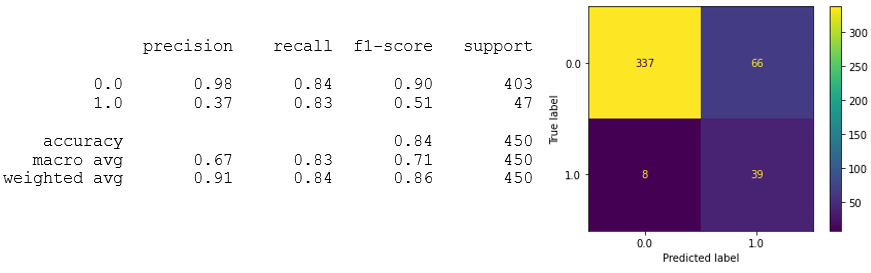 precision recall f1-score support
0.0 0.98 0.84 0.90 403
1.0 0.37 0.83 0.51 47
accuracy 0.84 450
macro avg 0.67 0.83 0.71 450
weighted avg 0.91 0.84 0.86 450
True label
0.0
1.0
337 66
8 39
0.0 1.0
Predicted label
300
250
200
150
100
50